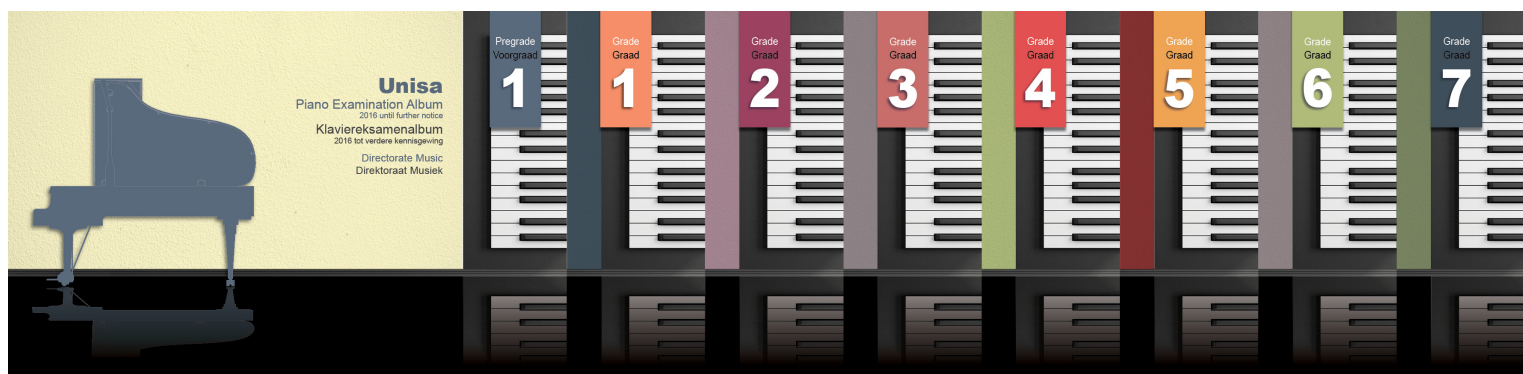 Unisa
Piano Examination Album
2016 until further notice
Klaviereksamenalbum
2016 tot verdere kennisgewing
Directorate Music
Direktoraat Musiek
Pregrade
Voorgraad
1
Grade
Graad
1
Grade
Graad
2
Grade
Graad
3
Grade
Graad
4
Grade
Graad
5
Grade
Graad
6
Grade
Graad
7